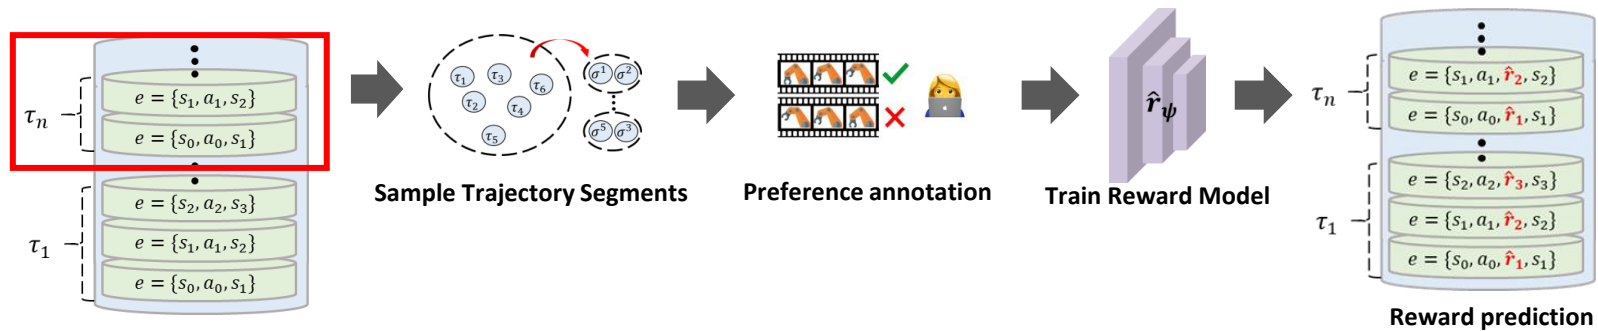 τₙ
e = {s₁, a₁, s₂}
e = {s₀, a₀, s₁}
τ₁
e = {s₂, a₂, s₃}
e = {s₁, a₁, s₂}
e = {s₀, a₀, s₁}
τ₁ τ₃ τ₆
τ₂ τ₄
τ₅
σ¹ σ²
σ⁵ σ³
Sample Trajectory Segments
Preference annotation
r̂_ψ
Train Reward Model
τₙ
e = {s₁, a₁, r̂₂, s₂}
e = {s₀, a₀, r̂₁, s₁}
τ₁
e = {s₂, a₂, r̂₃, s₃}
e = {s₁, a₁, r̂₂, s₂}
e = {s₀, a₀, r̂₁, s₁}
Reward prediction